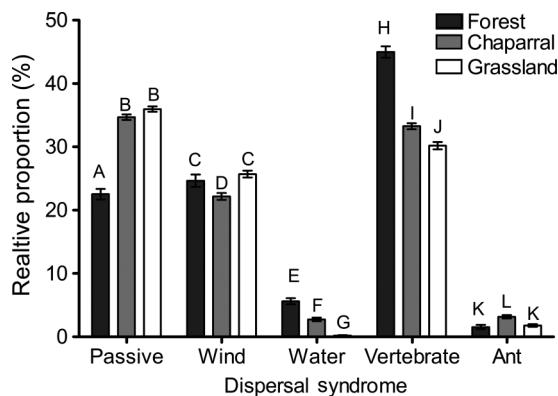 Realtive proportion (%)
50
40
30
20
10
0
Forest
Chaparral
Grassland
A
B
B
C
D
C
E
F
G
H
I
J
K
L
K
Passive
Wind
Water
Vertebrate
Ant
Dispersal syndrome